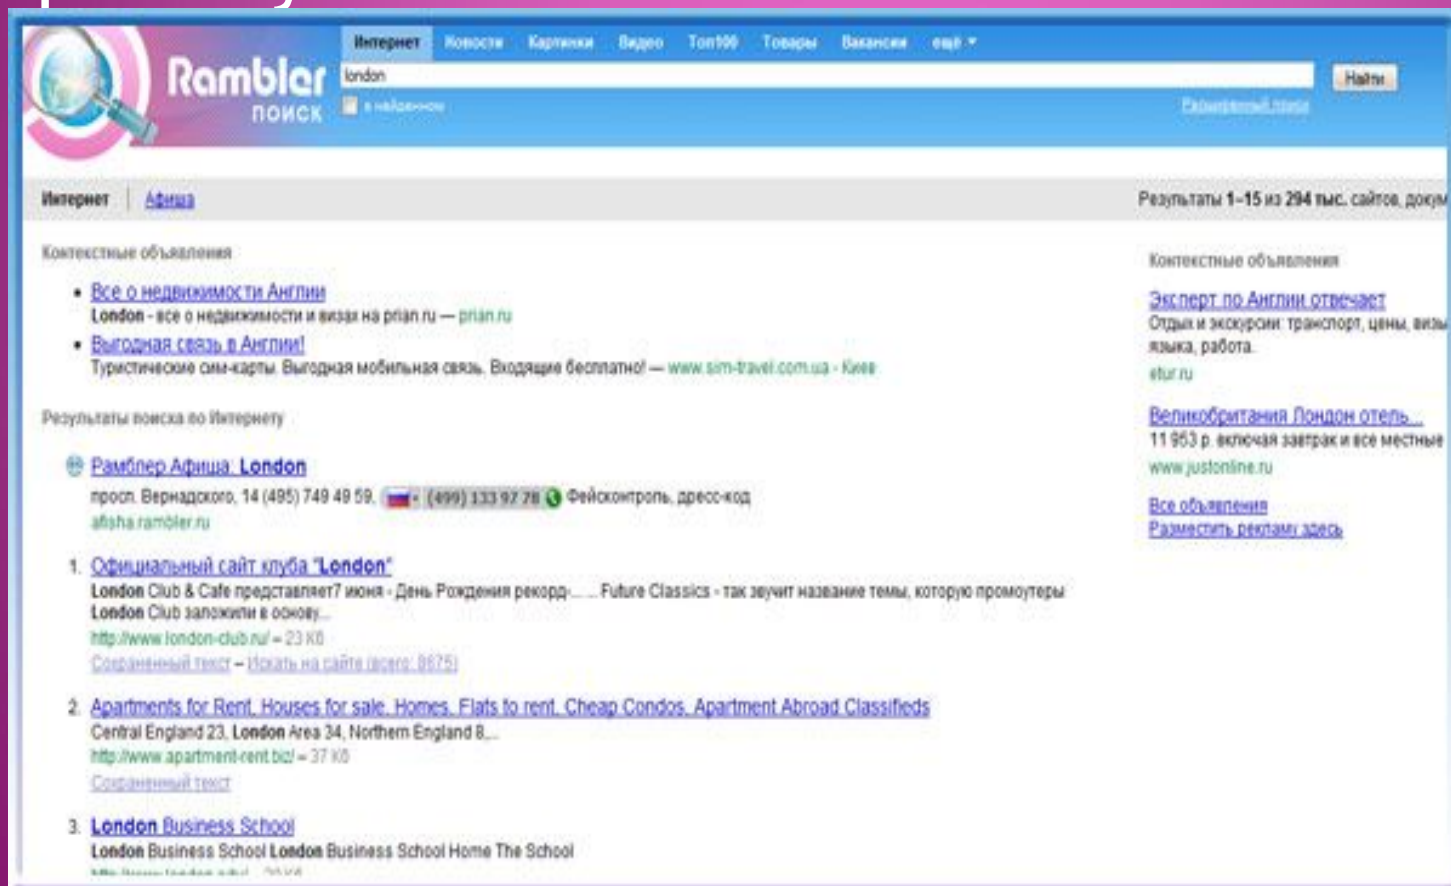 Rambler
ПОИСК
Интернет Новости Картинки Видео Топ100 Товары Вакансии ещё
london
Найти
в найденном
Расширенный поиск
Интернет Афиша
Результаты 1–15 из 294 тыс. сайтов, докум
Контекстные объявления
• Все о недвижимости Англии
London - все о недвижимости и визах на prian.ru — prian.ru
• Выгодная связь в Англии!
Туристические сим-карты. Выгодная мобильная связь. Входящие бесплатно! — www.sim-travel.com.ua - Киев
Результаты поиска по Интернету
Рамблер Афиша: London
просп. Вернадского, 14 (495) 749 49 59, (499) 133 97 78 Фейсконтроль, дресс-код
afisha.rambler.ru
1. Официальный сайт клуба "London"
London Club & Cafe представляет7 июня - День Рождения рекорд-... ... Future Classics - так звучит название темы, которую промоутеры
London Club заложили в основу...
http://www.london-club.ru/ – 23 Кб
Сохраненный текст – Искать на сайте (всего: 8675)
2. Apartments for Rent, Houses for sale, Homes, Flats to rent, Cheap Condos, Apartment Abroad Classifieds
Central England 23, London Area 34, Northern England 8,...
http://www.apartment-rent.biz/ – 37 Кб
Сохраненный текст
3. London Business School
London Business School London Business School Home The School
Контекстные объявления
Эксперт по Англии отвечает
Отдых и экскурсии: транспорт, цены, визы
языка, работа.
etur.ru
Великобритания Лондон отель...
11 953 р. включая завтрак и все местные
www.justonline.ru
Все объявления
Разместить рекламу здесь